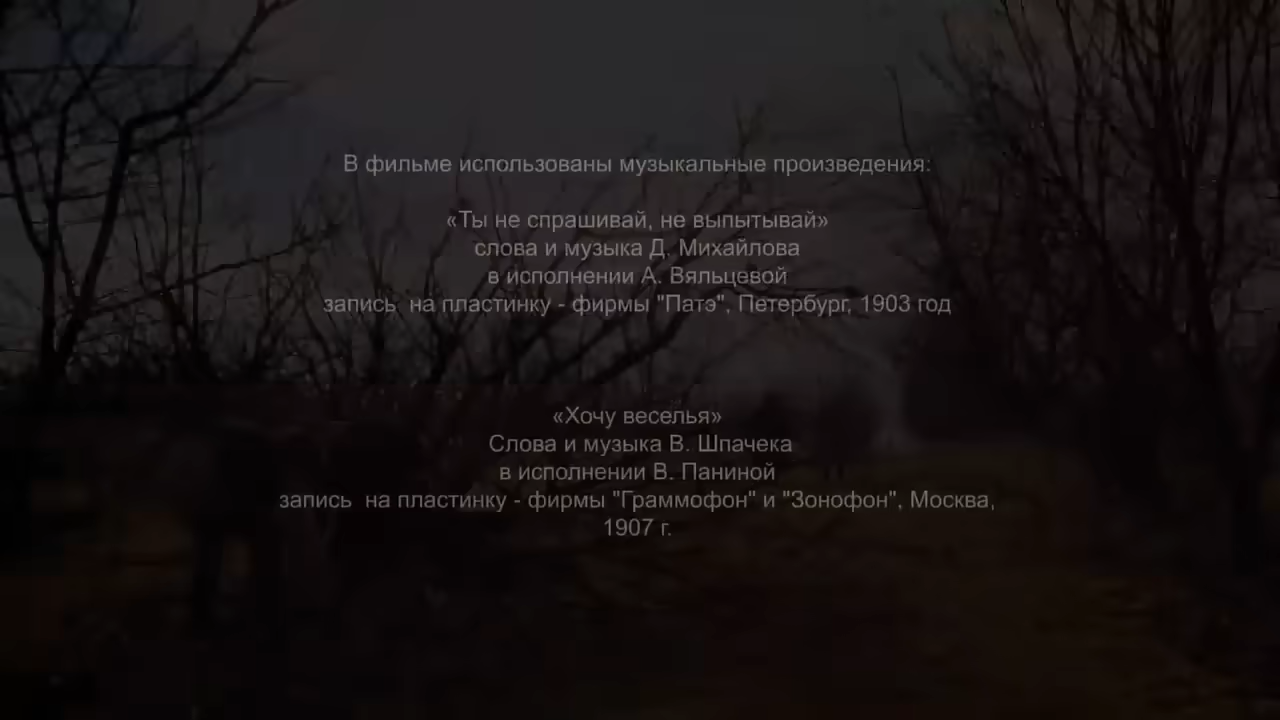 В фильме использованы музыкальные произведения:
«Ты не спрашивай, не выпытывай»
слова и музыка Д. Михайлова
в исполнении А. Вяльцевой
запись  на пластинку - фирмы "Патэ", Петербург, 1903 год
«Хочу веселья»
Слова и музыка В. Шпачека
в исполнении В. Паниной
запись  на пластинку - фирмы "Граммофон" и "Зонофон", Москва,
1907 г.